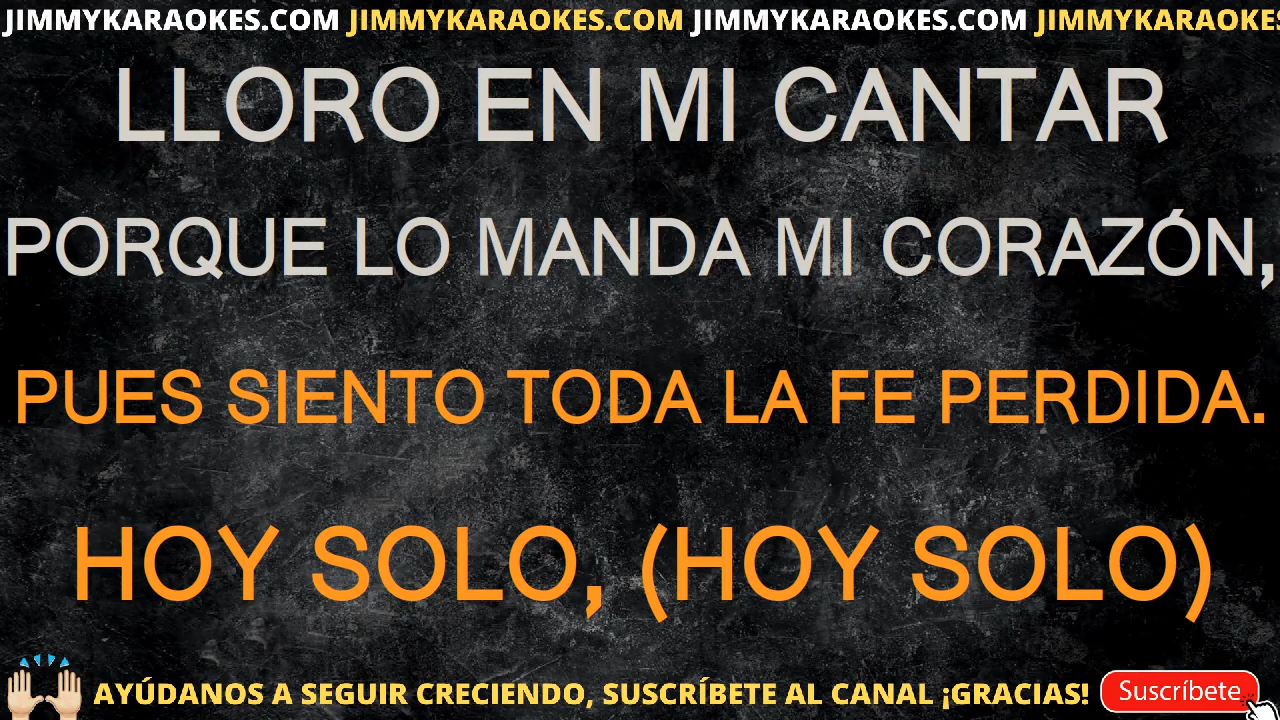 JIMMYKARAOKES.COM JIMMYKARAOKES.COM JIMMYKARAOKES.COM JIMMYKARAOKE
LLORO EN MI CANTAR
PORQUE LO MANDA MI CORAZÓN,
PUES SIENTO TODA LA FE PERDIDA.
HOY SOLO, (HOY SOLO)
AYÚDANOS A SEGUIR CRECIENDO, SUSCRÍBETE AL CANAL ¡GRACIAS! Suscríbete